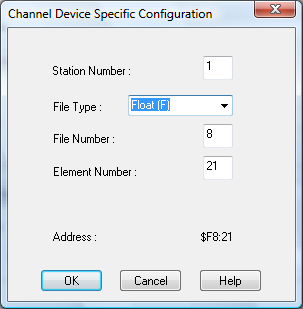 Channel Device Specific Configuration
Station Number : 1
File Type : Float (F)
File Number : 8
Element Number : 21
Address : $F8:21
OK Cancel Help